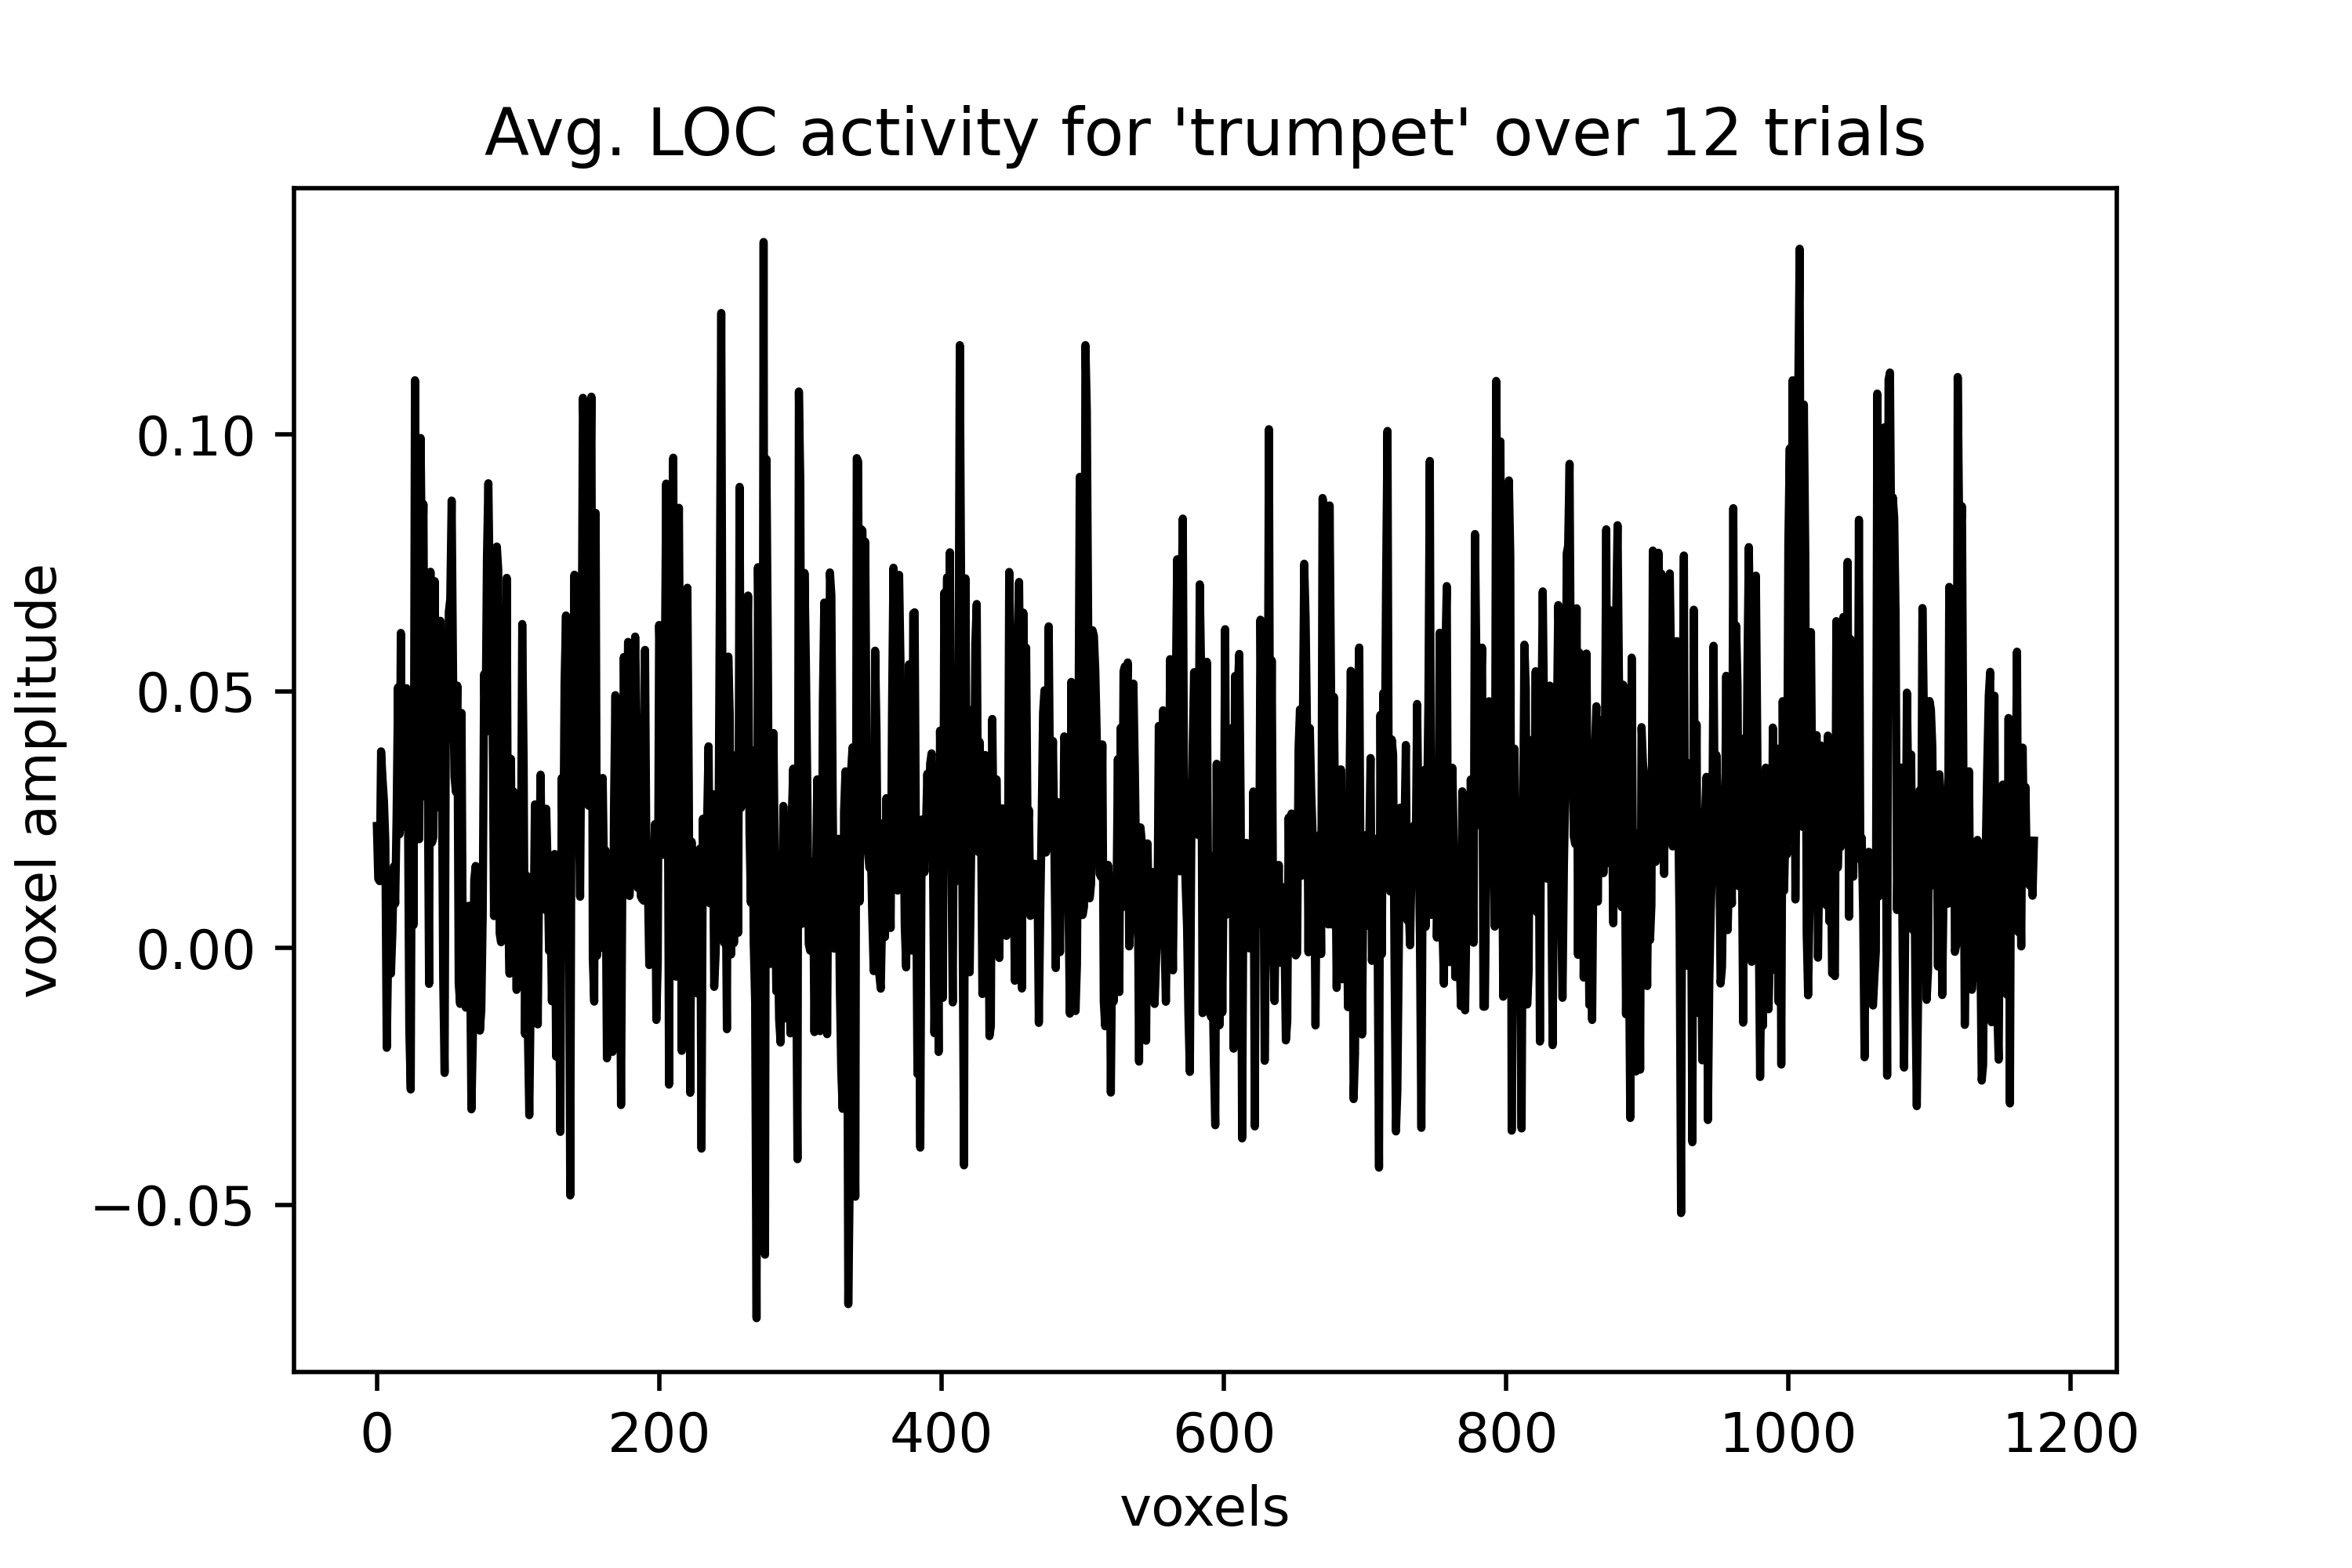 Avg. LOC activity for 'trumpet' over 12 trials
voxel amplitude
0.10
0.05
0.00
−0.05
0 200 400 600 800 1000 1200
voxels